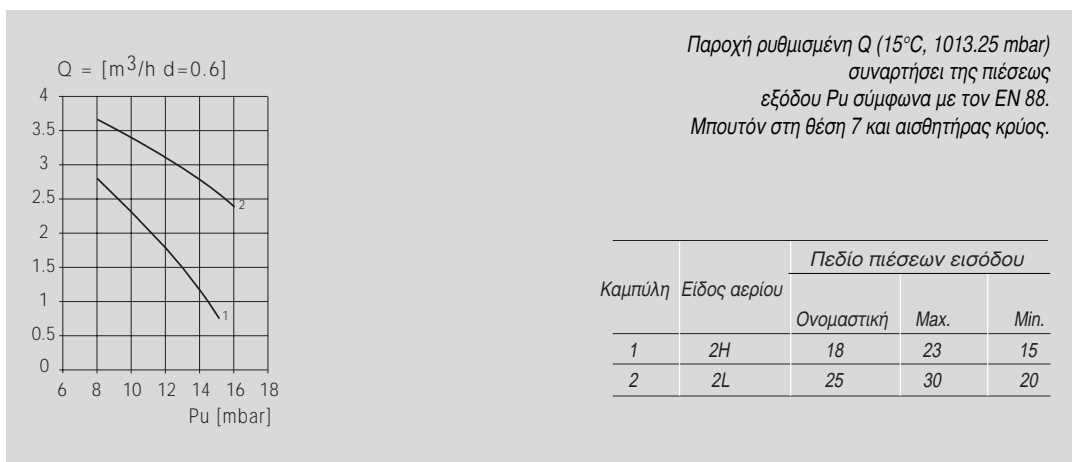 Παροχή ρυθμισμένη Q (15°C, 1013.25 mbar)
συναρτήσει της πιέσεως
εξόδου Pu σύμφωνα με τον EN 88.
Μπουτόν στη θέση 7 και αισθητήρας κρύος.
Q = [m³/h d=0.6]
4
3.5
3
2.5
2
1.5
1
0.5
0
2
1
6 8 10 12 14 16 18
Pu [mbar]
Πεδίο πιέσεων εισόδου
Καμπύλη Είδος αερίου
Ονομαστική Max. Min.
1 2H 18 23 15
2 2L 25 30 20